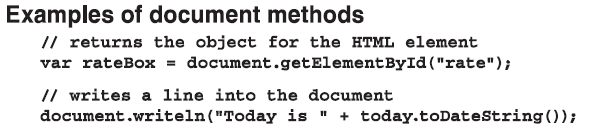 Examples of document methods
// returns the object for the HTML element
var rateBox = document.getElementById("rate");
// writes a line into the document
document.writeln("Today is " + today.toDateString());